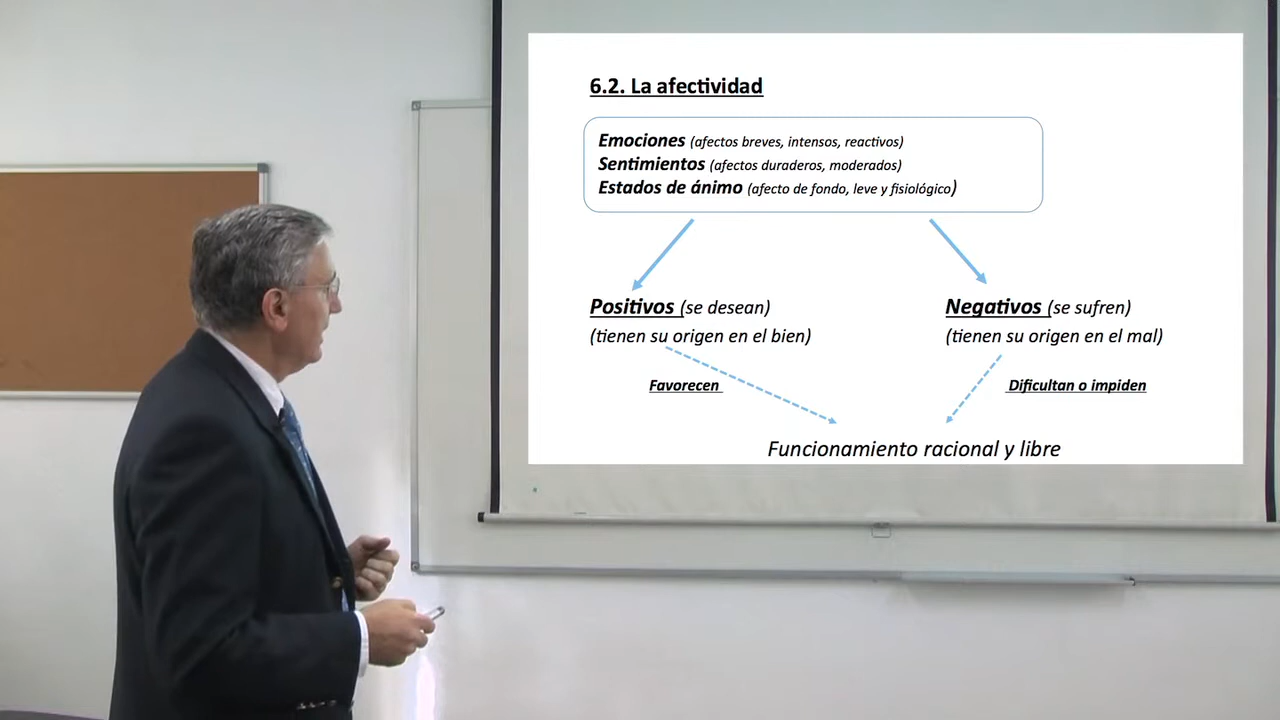 6.2. La afectividad
Emociones (afectos breves, intensos, reactivos)
Sentimientos (afectos duraderos, moderados)
Estados de ánimo (afecto de fondo, leve y fisiológico)
Positivos (se desean)
(tienen su origen en el bien)
Negativos (se sufren)
(tienen su origen en el mal)
Favorecen
Dificultan o impiden
Funcionamiento racional y libre